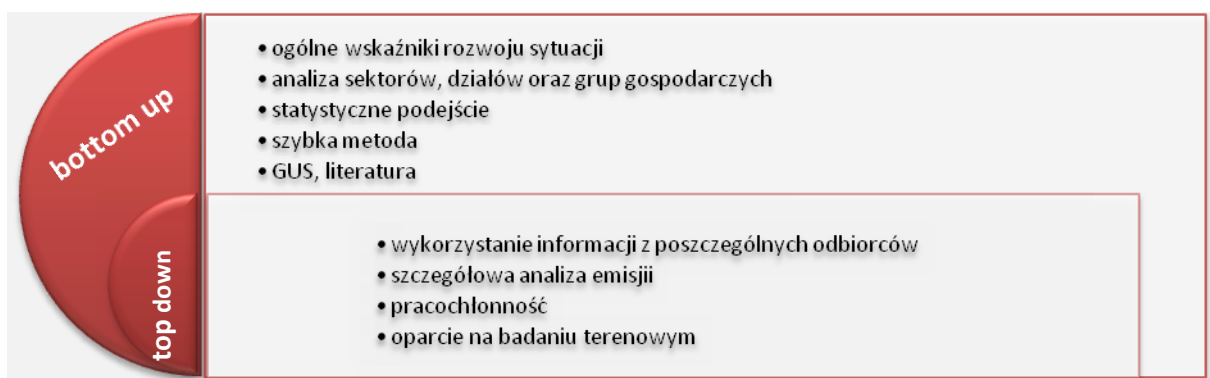 bottom up
• ogólne wskaźniki rozwoju sytuacji
• analiza sektorów, działów oraz grup gospodarczych
• statystyczne podejście
• szybka metoda
• GUS, literatura
top down
• wykorzystanie informacji z poszczególnych odbiorców
• szczegółowa analiza emisjii
• pracochłonność
• oparcie na badaniu terenowym